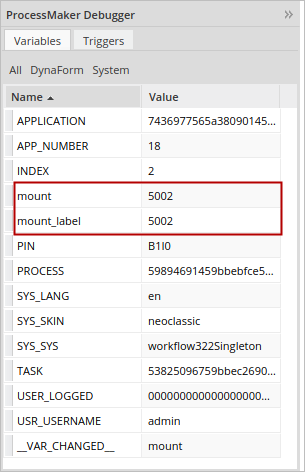 ProcessMaker Debugger »
Variables Triggers
All DynaForm System
Name Value
APPLICATION 7436977565a38090145...
APP_NUMBER 18
INDEX 2
mount 5002
mount_label 5002
PIN B1I0
PROCESS 59894691459bbebfce5...
SYS_LANG en
SYS_SKIN neoclassic
SYS_SYS workflow322Singleton
TASK 53825096759bbec2690...
USER_LOGGED 000000000000000000...
USR_USERNAME admin
__VAR_CHANGED__ mount